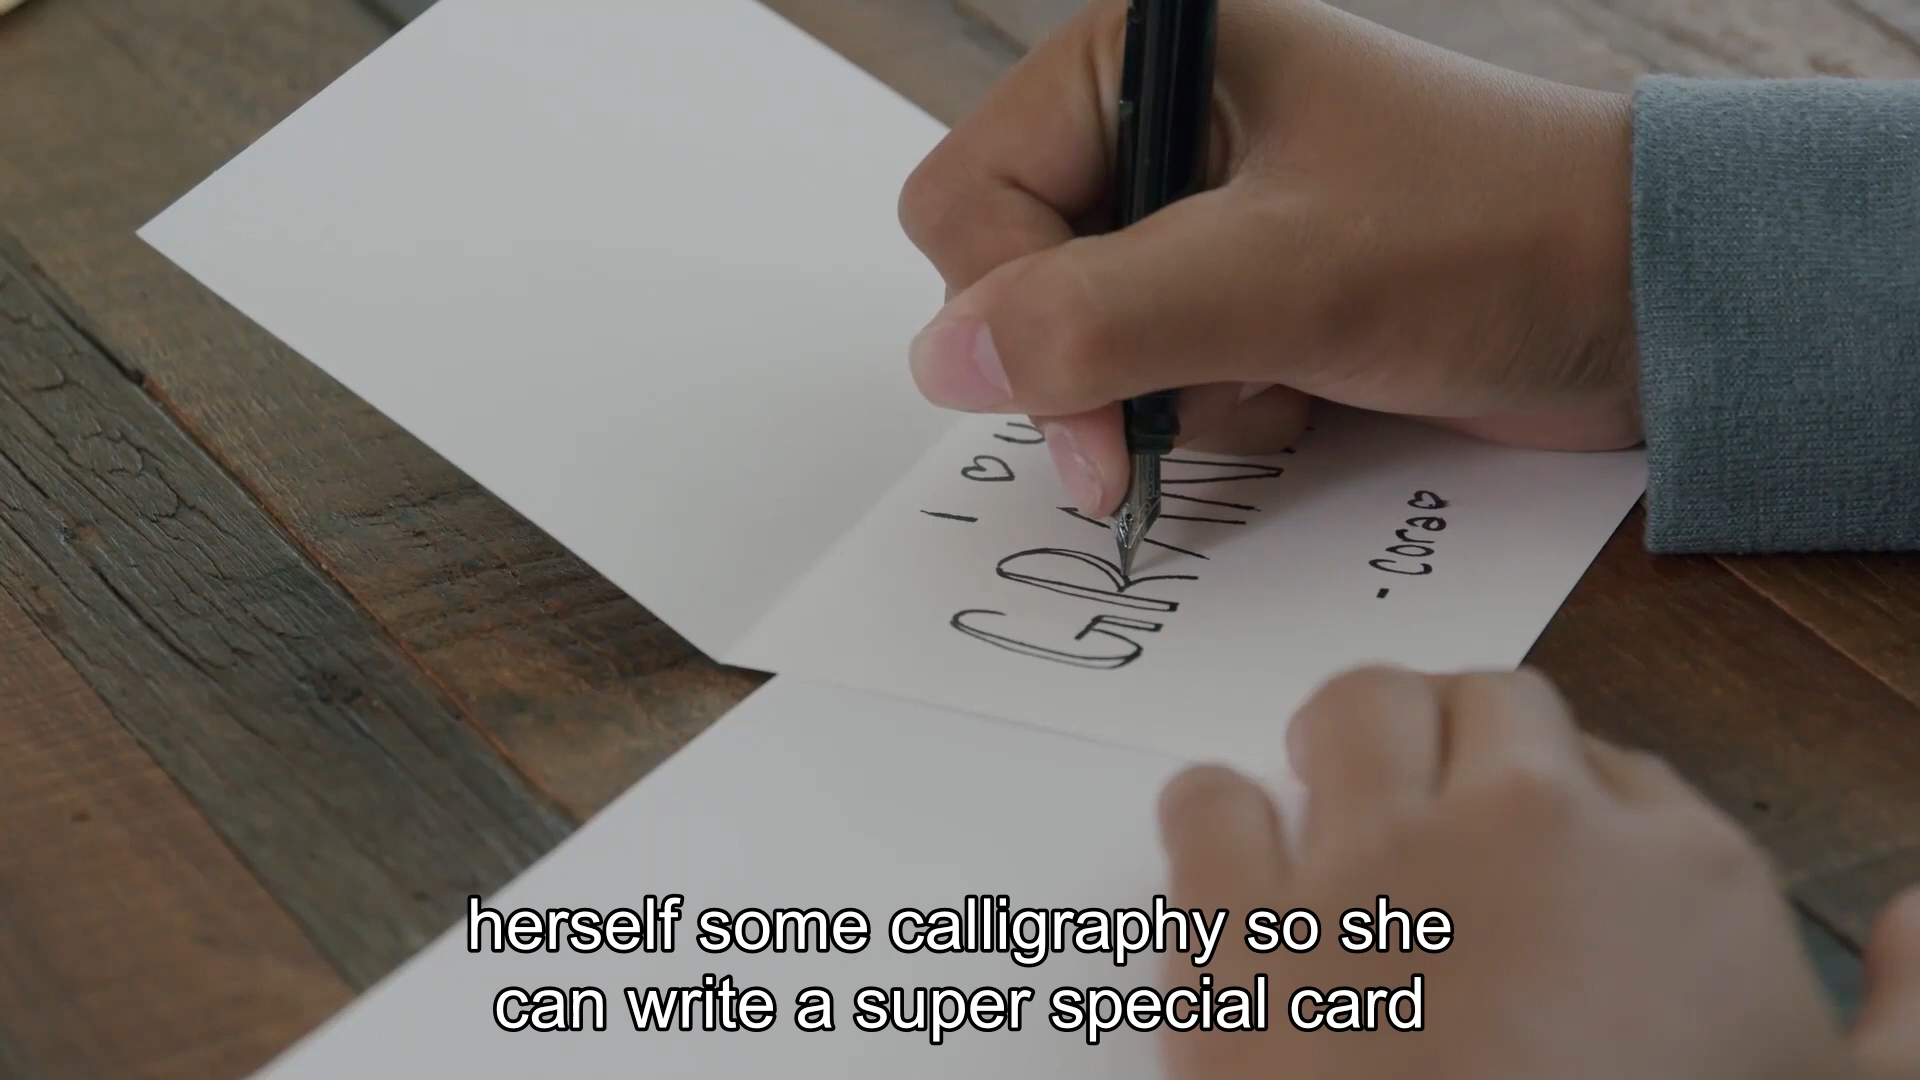 I ♡ U
GRAN
- Cora ♡
herself some calligraphy so she
can write a super special card